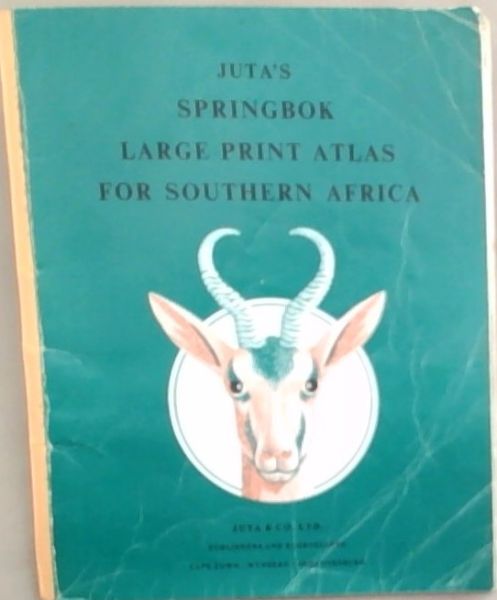 JUTA'S
SPRINGBOK
LARGE PRINT ATLAS
FOR SOUTHERN AFRICA
JUTA & CO. LTD.
PUBLISHERS AND BOOKSELLERS
CAPE TOWN WYNBERG JOHANNESBURG